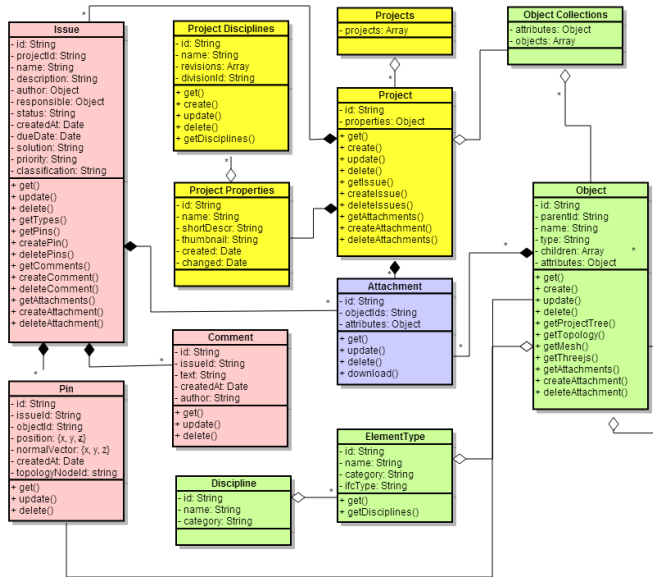 Issue
- id: String
- projectId: String
- name: String
- description: String
- author: Object
- responsible: Object
- status: String
- createdAt: Date
- dueDate: Date
- solution: String
- priority: String
- classification: String
+ get()
+ update()
+ delete()
+ getTypes()
+ getPins()
+ createPin()
+ deletePins()
+ getComments()
+ createComment()
+ deleteComment()
+ getAttachments()
+ createAttachment()
+ deleteAttachment()
*
Project Disciplines
- id: String
- name: String
- revisions: Array
- divisionId: String
+ get()
+ create()
+ update()
+ delete()
+ getDisciplines()
*
Project Properties
- id: String
- name: String
- shortDescr: String
- thumbnail: String
- created: Date
- changed: Date
Projects
- projects: Array
*
Project
- id: String
- properties: Object
+ get()
+ create()
+ update()
+ delete()
+ getIssue()
+ createIssue()
+ deleteIssues()
+ getAttachments()
+ createAttachment()
+ deleteAttachments()
*
Object Collections
- attributes: Object
- objects: Array
*
*
Object
- id: String
- parentId: String
- name: String
- type: String
- children: Array
- attributes: Object
*
+ get()
+ create()
+ update()
+ delete()
+ getProjectTree()
+ getTopology()
+ getMesh()
+ getThreejs()
+ getAttachments()
+ createAttachment()
+ deleteAttachment()
*
*
*
Attachment
- id: String
- objectIds: String
- attributes: Object
+ get()
+ update()
+ delete()
+ download()
*
Comment
- id: String
- issueId: String
- text: String
- createdAt: Date
- author: String
+ get()
+ update()
+ delete()
*
*
Pin
- id: String
- issueId: String
- objectId: String
- position: {x, y, z}
- normalVector: {x, y, z}
- createdAt: Date
- topologyNodeId: string
+ get()
+ update()
+ delete()
Discipline
- id: String
- name: String
- category: String
*
ElementType
- id: String
- name: String
- category: String
- ifcType: String
+ get()
+ getDisciplines()